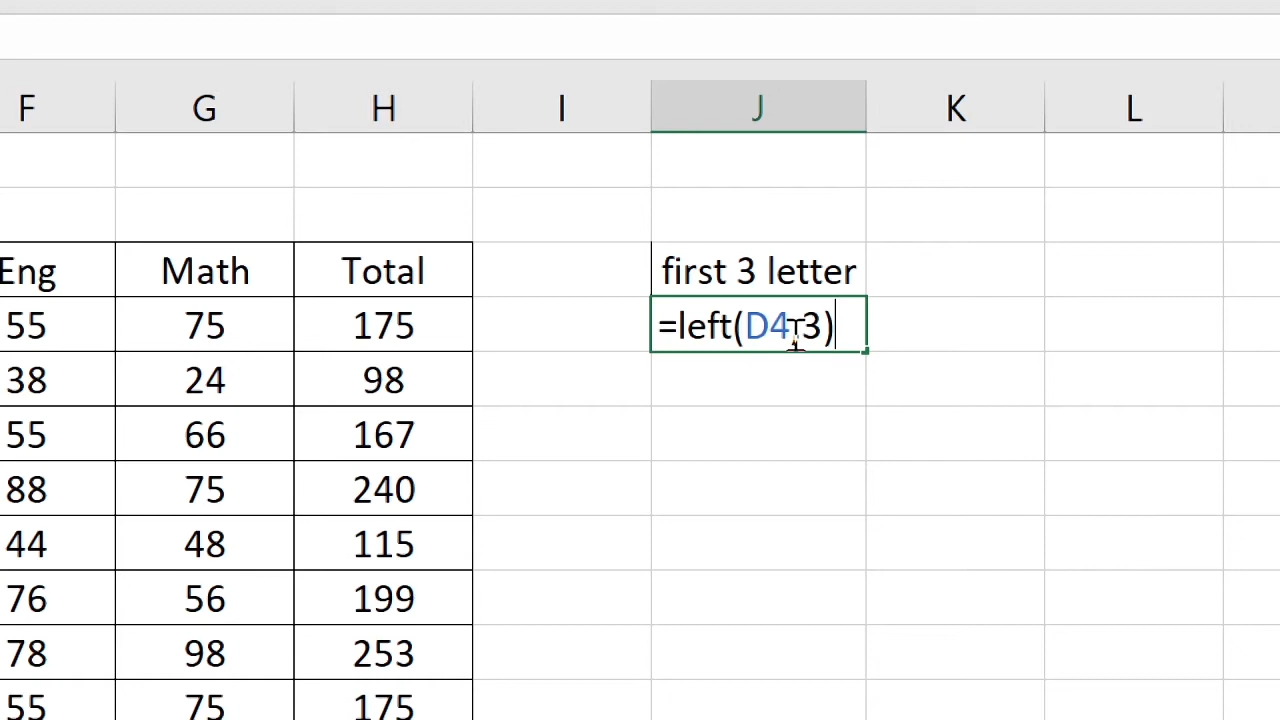 F G H I J K L
Eng Math Total first 3 letter
55 75 175 =left(D4,3)
38 24 98
55 66 167
88 75 240
44 48 115
76 56 199
78 98 253
55 75 175